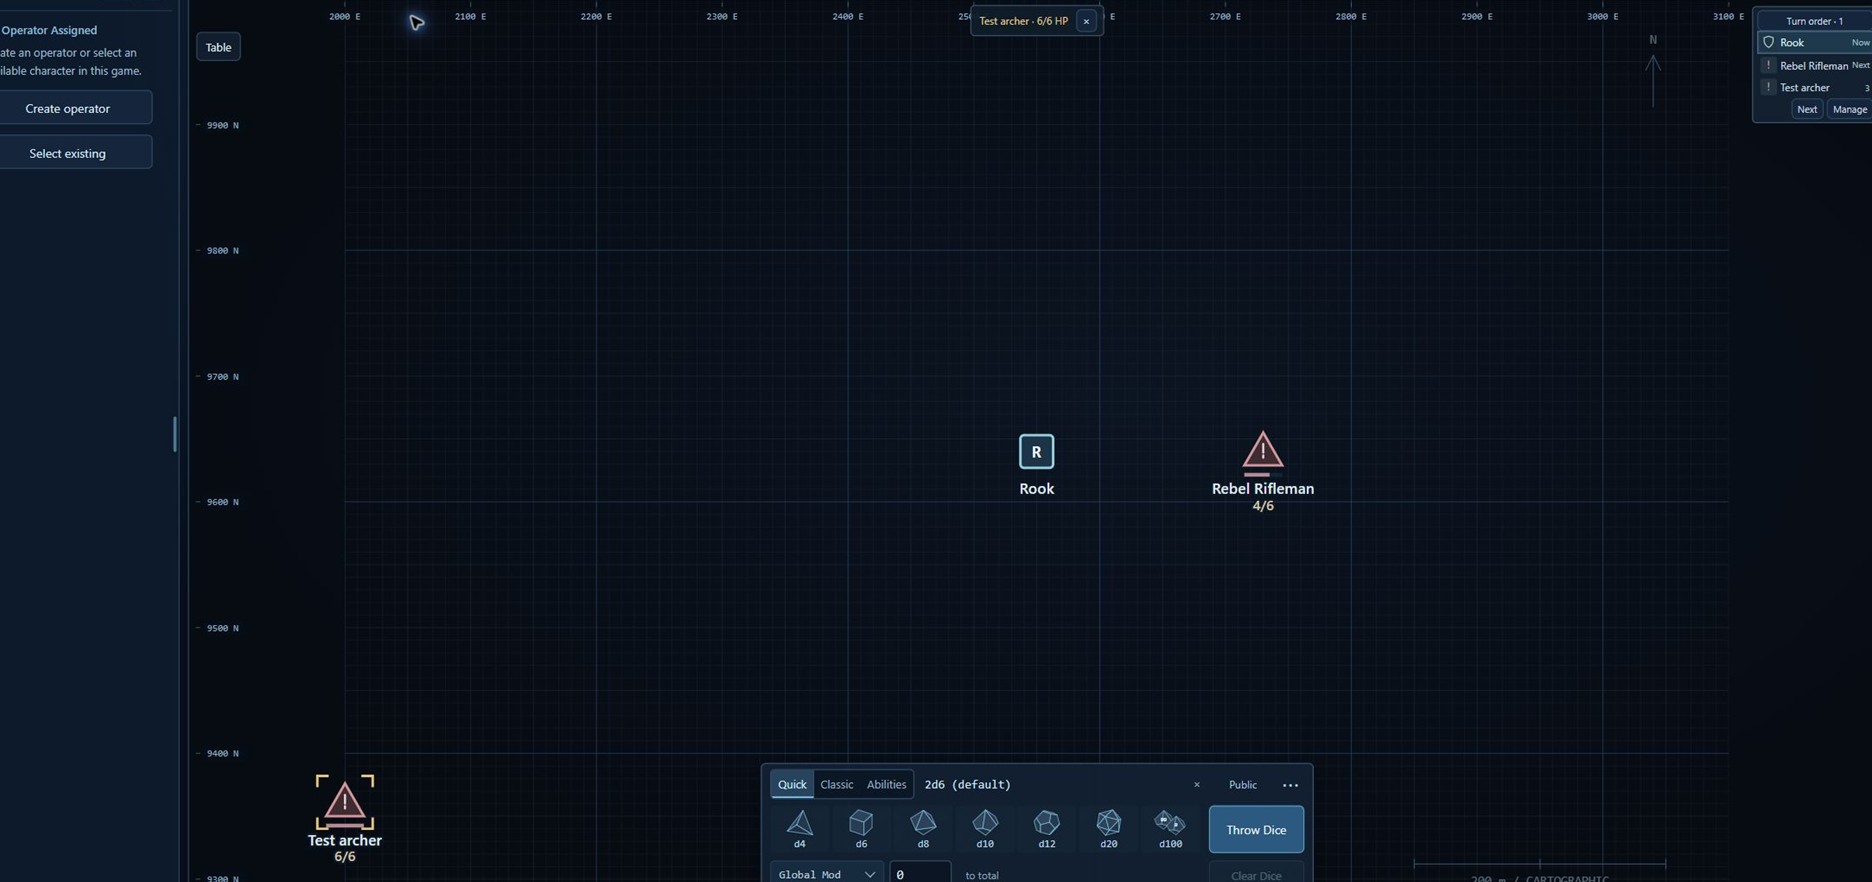 Operator Assigned
ate an operator or select an
ilable character in this game.
Create operator
Select existing
2000 E
2100 E
2200 E
2300 E
2400 E
Test archer · 6/6 HP ×
2700 E
2800 E
2900 E
3000 E
3100 E
Table
N
Turn order · 1
Rook Now
! Rebel Rifleman Next
! Test archer 3
Next Manage
9900 N
9800 N
9700 N
9600 N
9500 N
9400 N
9300 N
R
Rook
!
Rebel Rifleman
4/6
!
Test archer
6/6
Quick Classic Abilities 2d6 (default) × Public ...
d4 d6 d8 d10 d12 d20 d100
Throw Dice
Global Mod 0 to total
Clear Dice
200 m / CARTOGRAPHIC